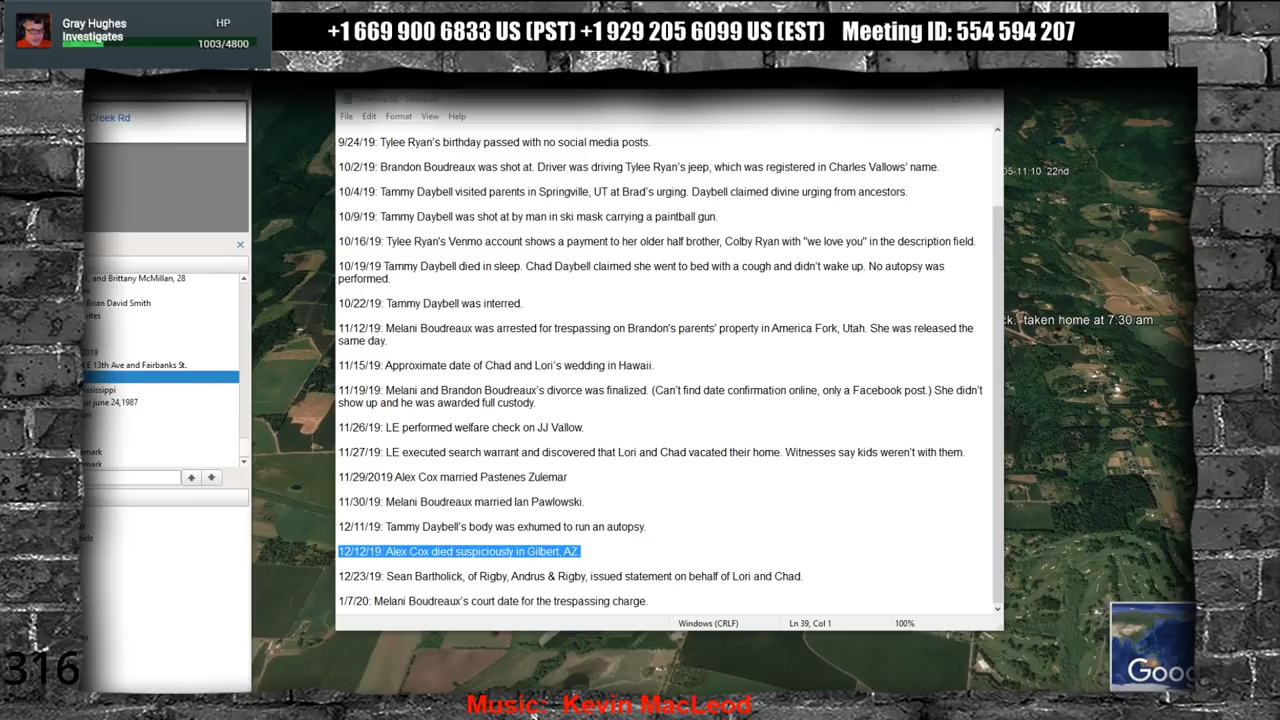 Gray Hughes
Investigates
HP
1003/4800
+1 669 900 6833 US (PST) +1 929 205 6099 US (EST) Meeting ID: 554 594 207
Creek Rd
, and Brittany McMillan, 28
Brian David Smith
2019
E 13th Ave and Fairbanks St.
ur june 24,1987
File Edit Format View Help
9/24/19: Tylee Ryan's birthday passed with no social media posts.
10/2/19: Brandon Boudreaux was shot at. Driver was driving Tylee Ryan's jeep, which was registered in Charles Vallows' name.
10/4/19: Tammy Daybell visited parents in Springville, UT at Brad's urging. Daybell claimed divine urging from ancestors.
10/9/19: Tammy Daybell was shot at by man in ski mask carrying a paintball gun.
10/16/19: Tylee Ryan's Venmo account shows a payment to her older half brother, Colby Ryan with "we love you" in the description field.
10/19/19 Tammy Daybell died in sleep. Chad Daybell claimed she went to bed with a cough and didn't wake up. No autopsy was
performed.
10/22/19: Tammy Daybell was interred.
11/12/19: Melani Boudreaux was arrested for trespassing on Brandon's parents' property in America Fork, Utah. She was released the
same day.
11/15/19: Approximate date of Chad and Lori's wedding in Hawaii.
11/19/19: Melani and Brandon Boudreaux's divorce was finalized. (Can't find date confirmation online, only a Facebook post.) She didn't
show up and he was awarded full custody.
11/26/19: LE performed welfare check on JJ Vallow.
11/27/19: LE executed search warrant and discovered that Lori and Chad vacated their home. Witnesses say kids weren't with them.
11/29/2019 Alex Cox married Pastenes Zulemar
11/30/19: Melani Boudreaux married Ian Pawlowski.
12/11/19: Tammy Daybell's body was exhumed to run an autopsy.
12/12/19: Alex Cox died suspiciously in Gilbert, AZ.
12/23/19: Sean Bartholick, of Rigby, Andrus & Rigby, issued statement on behalf of Lori and Chad.
1/7/20: Melani Boudreaux's court date for the trespassing charge.
Windows (CRLF) Ln 39, Col 1 100%
05-11:10 22nd
ck. taken home at 7:30 am
316
Goo
Music: Kevin MacLeod